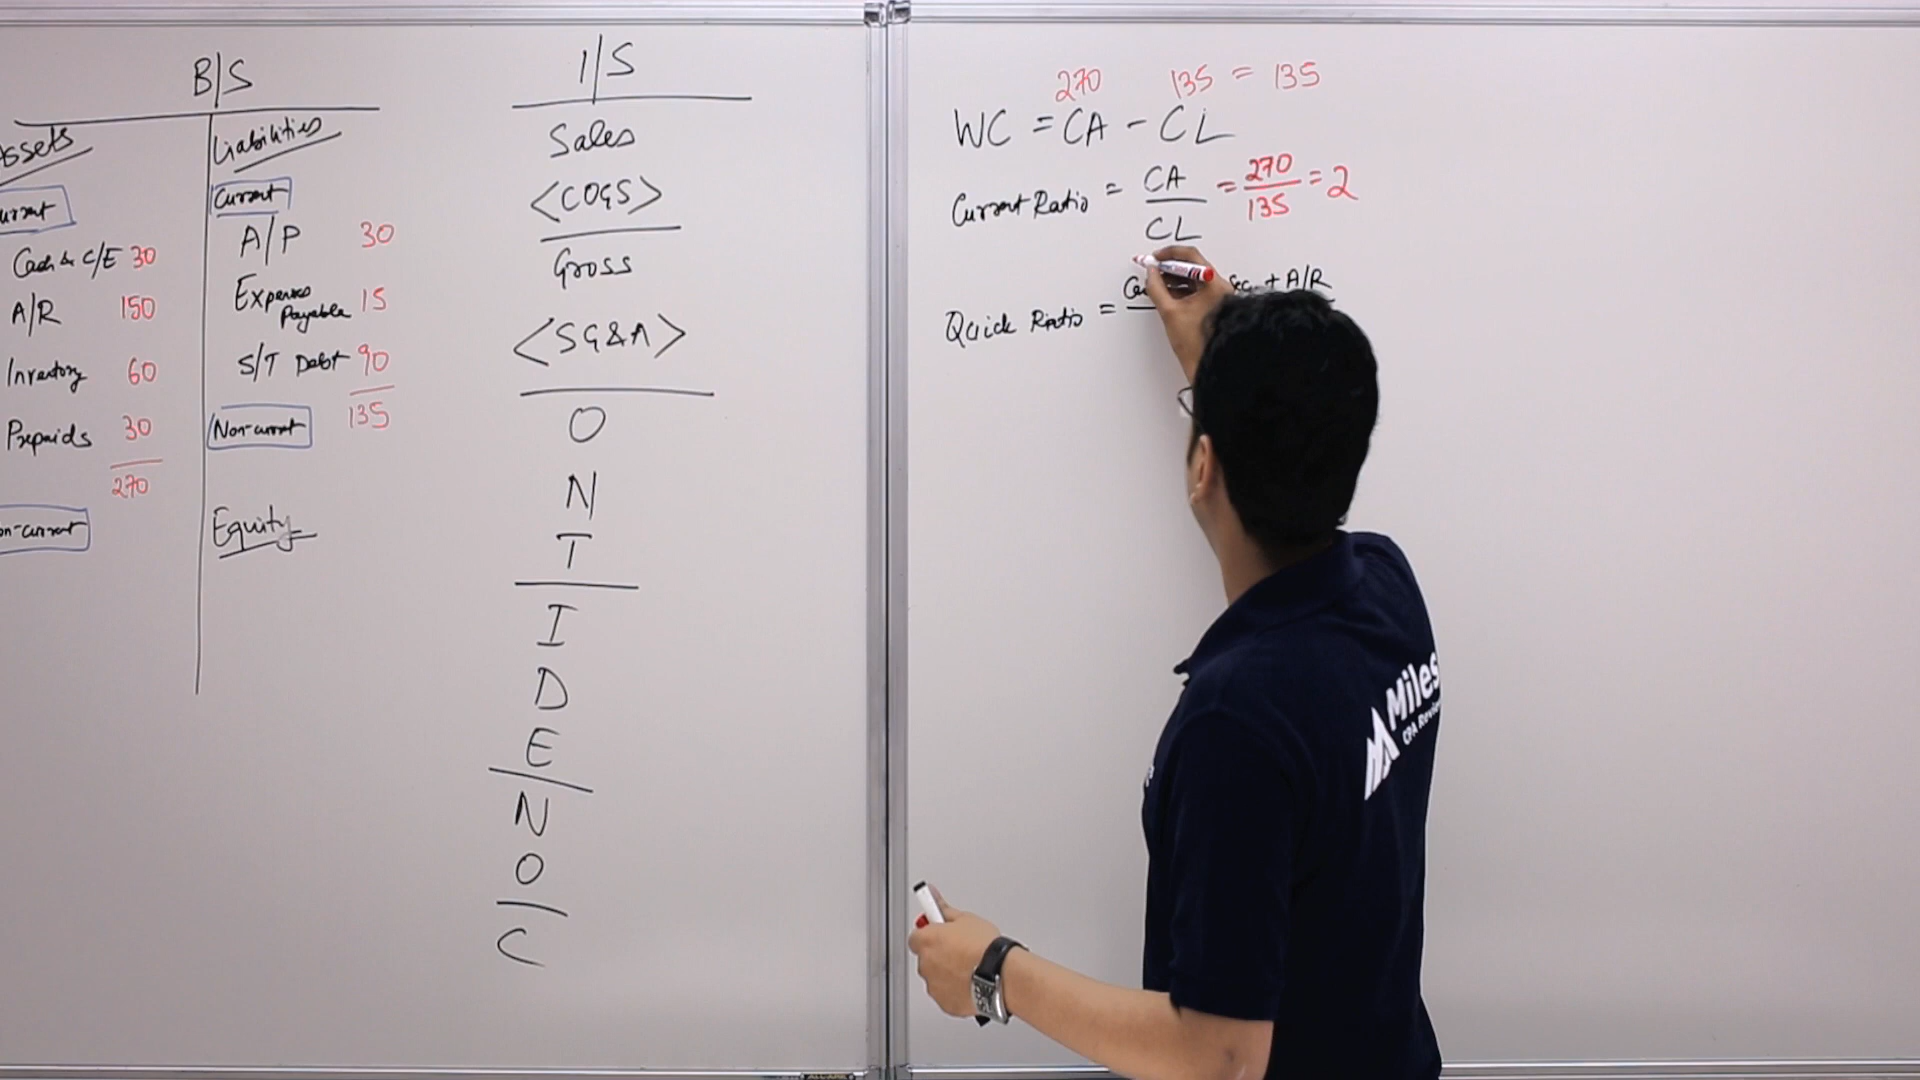 B/S
Assets
Liabilities
Current
Current
Cash & C/E 30
A/P 30
A/R 150
Expenses Payable 15
Inventory 60
S/T Debt 90
135
Prepaids 30
Non-current
270
Non-current
Equity
I/S
Sales
<COGS>
Gross
<SG&A>
O
N
T
I
D
E
N
O
C
270 135 = 135
WC = CA - CL
Current Ratio = CA / CL = 270 / 135 = 2
Quick Ratio = + A/R
Miles
CPA Review